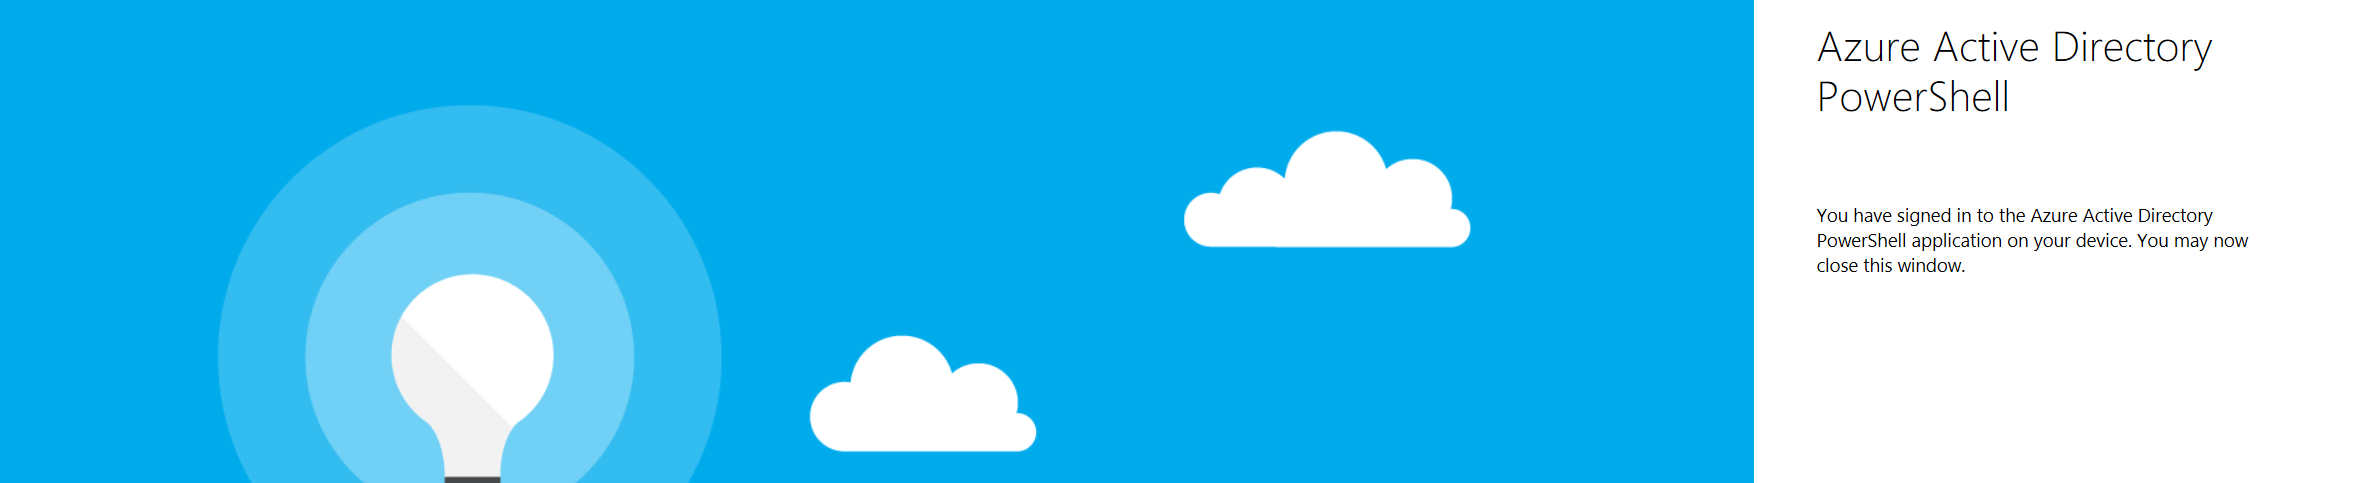 Azure Active Directory
PowerShell
You have signed in to the Azure Active Directory
PowerShell application on your device. You may now
close this window.